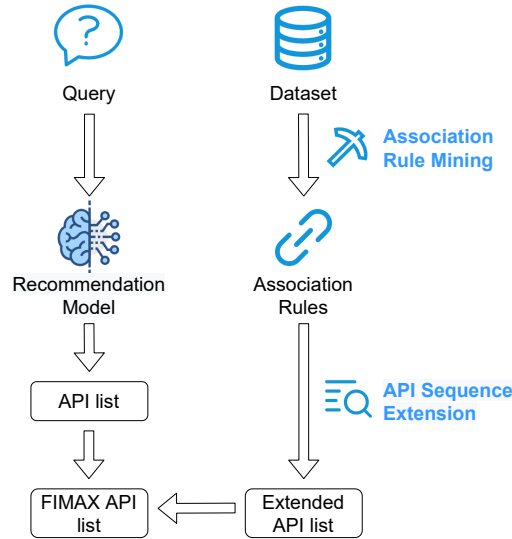 ?
Query
Dataset
Association
Rule Mining
Recommendation
Model
Association
Rules
API list
API Sequence
Extension
FIMAX API
list
Extended
API list